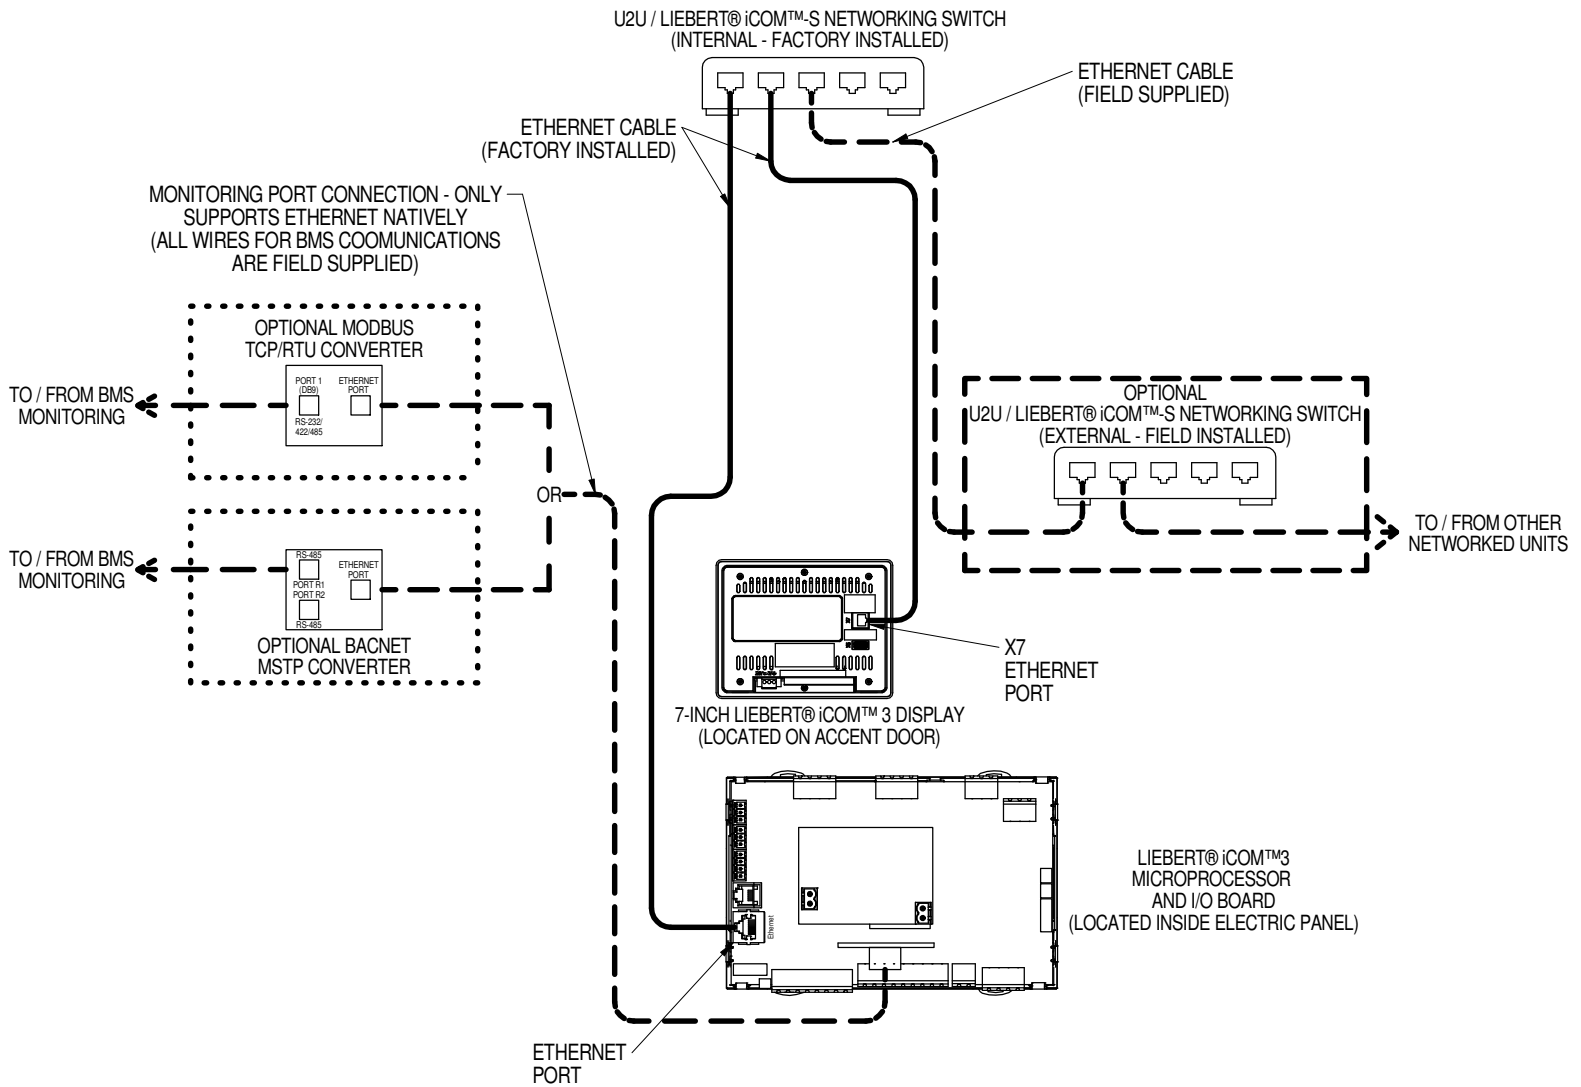 U2U / LIEBERT® iCOM™-S NETWORKING SWITCH
(INTERNAL - FACTORY INSTALLED)
ETHERNET CABLE
(FIELD SUPPLIED)
ETHERNET CABLE
(FACTORY INSTALLED)
MONITORING PORT CONNECTION - ONLY
SUPPORTS ETHERNET NATIVELY
(ALL WIRES FOR BMS COOMUNICATIONS
ARE FIELD SUPPLIED)
OPTIONAL MODBUS
TCP/RTU CONVERTER
PORT 1
(DB9)
ETHERNET
PORT
RS-232/
422/485
TO / FROM BMS
MONITORING
OR
OPTIONAL
U2U / LIEBERT® iCOM™-S NETWORKING SWITCH
(EXTERNAL - FIELD INSTALLED)
TO / FROM OTHER
NETWORKED UNITS
TO / FROM BMS
MONITORING
RS-485
PORT R1
PORT R2
RS-485
ETHERNET
PORT
OPTIONAL BACNET
MSTP CONVERTER
X7
ETHERNET
PORT
7-INCH LIEBERT® iCOM™ 3 DISPLAY
(LOCATED ON ACCENT DOOR)
LIEBERT® iCOM™3
MICROPROCESSOR
AND I/O BOARD
(LOCATED INSIDE ELECTRIC PANEL)
Ethernet
ETHERNET
PORT